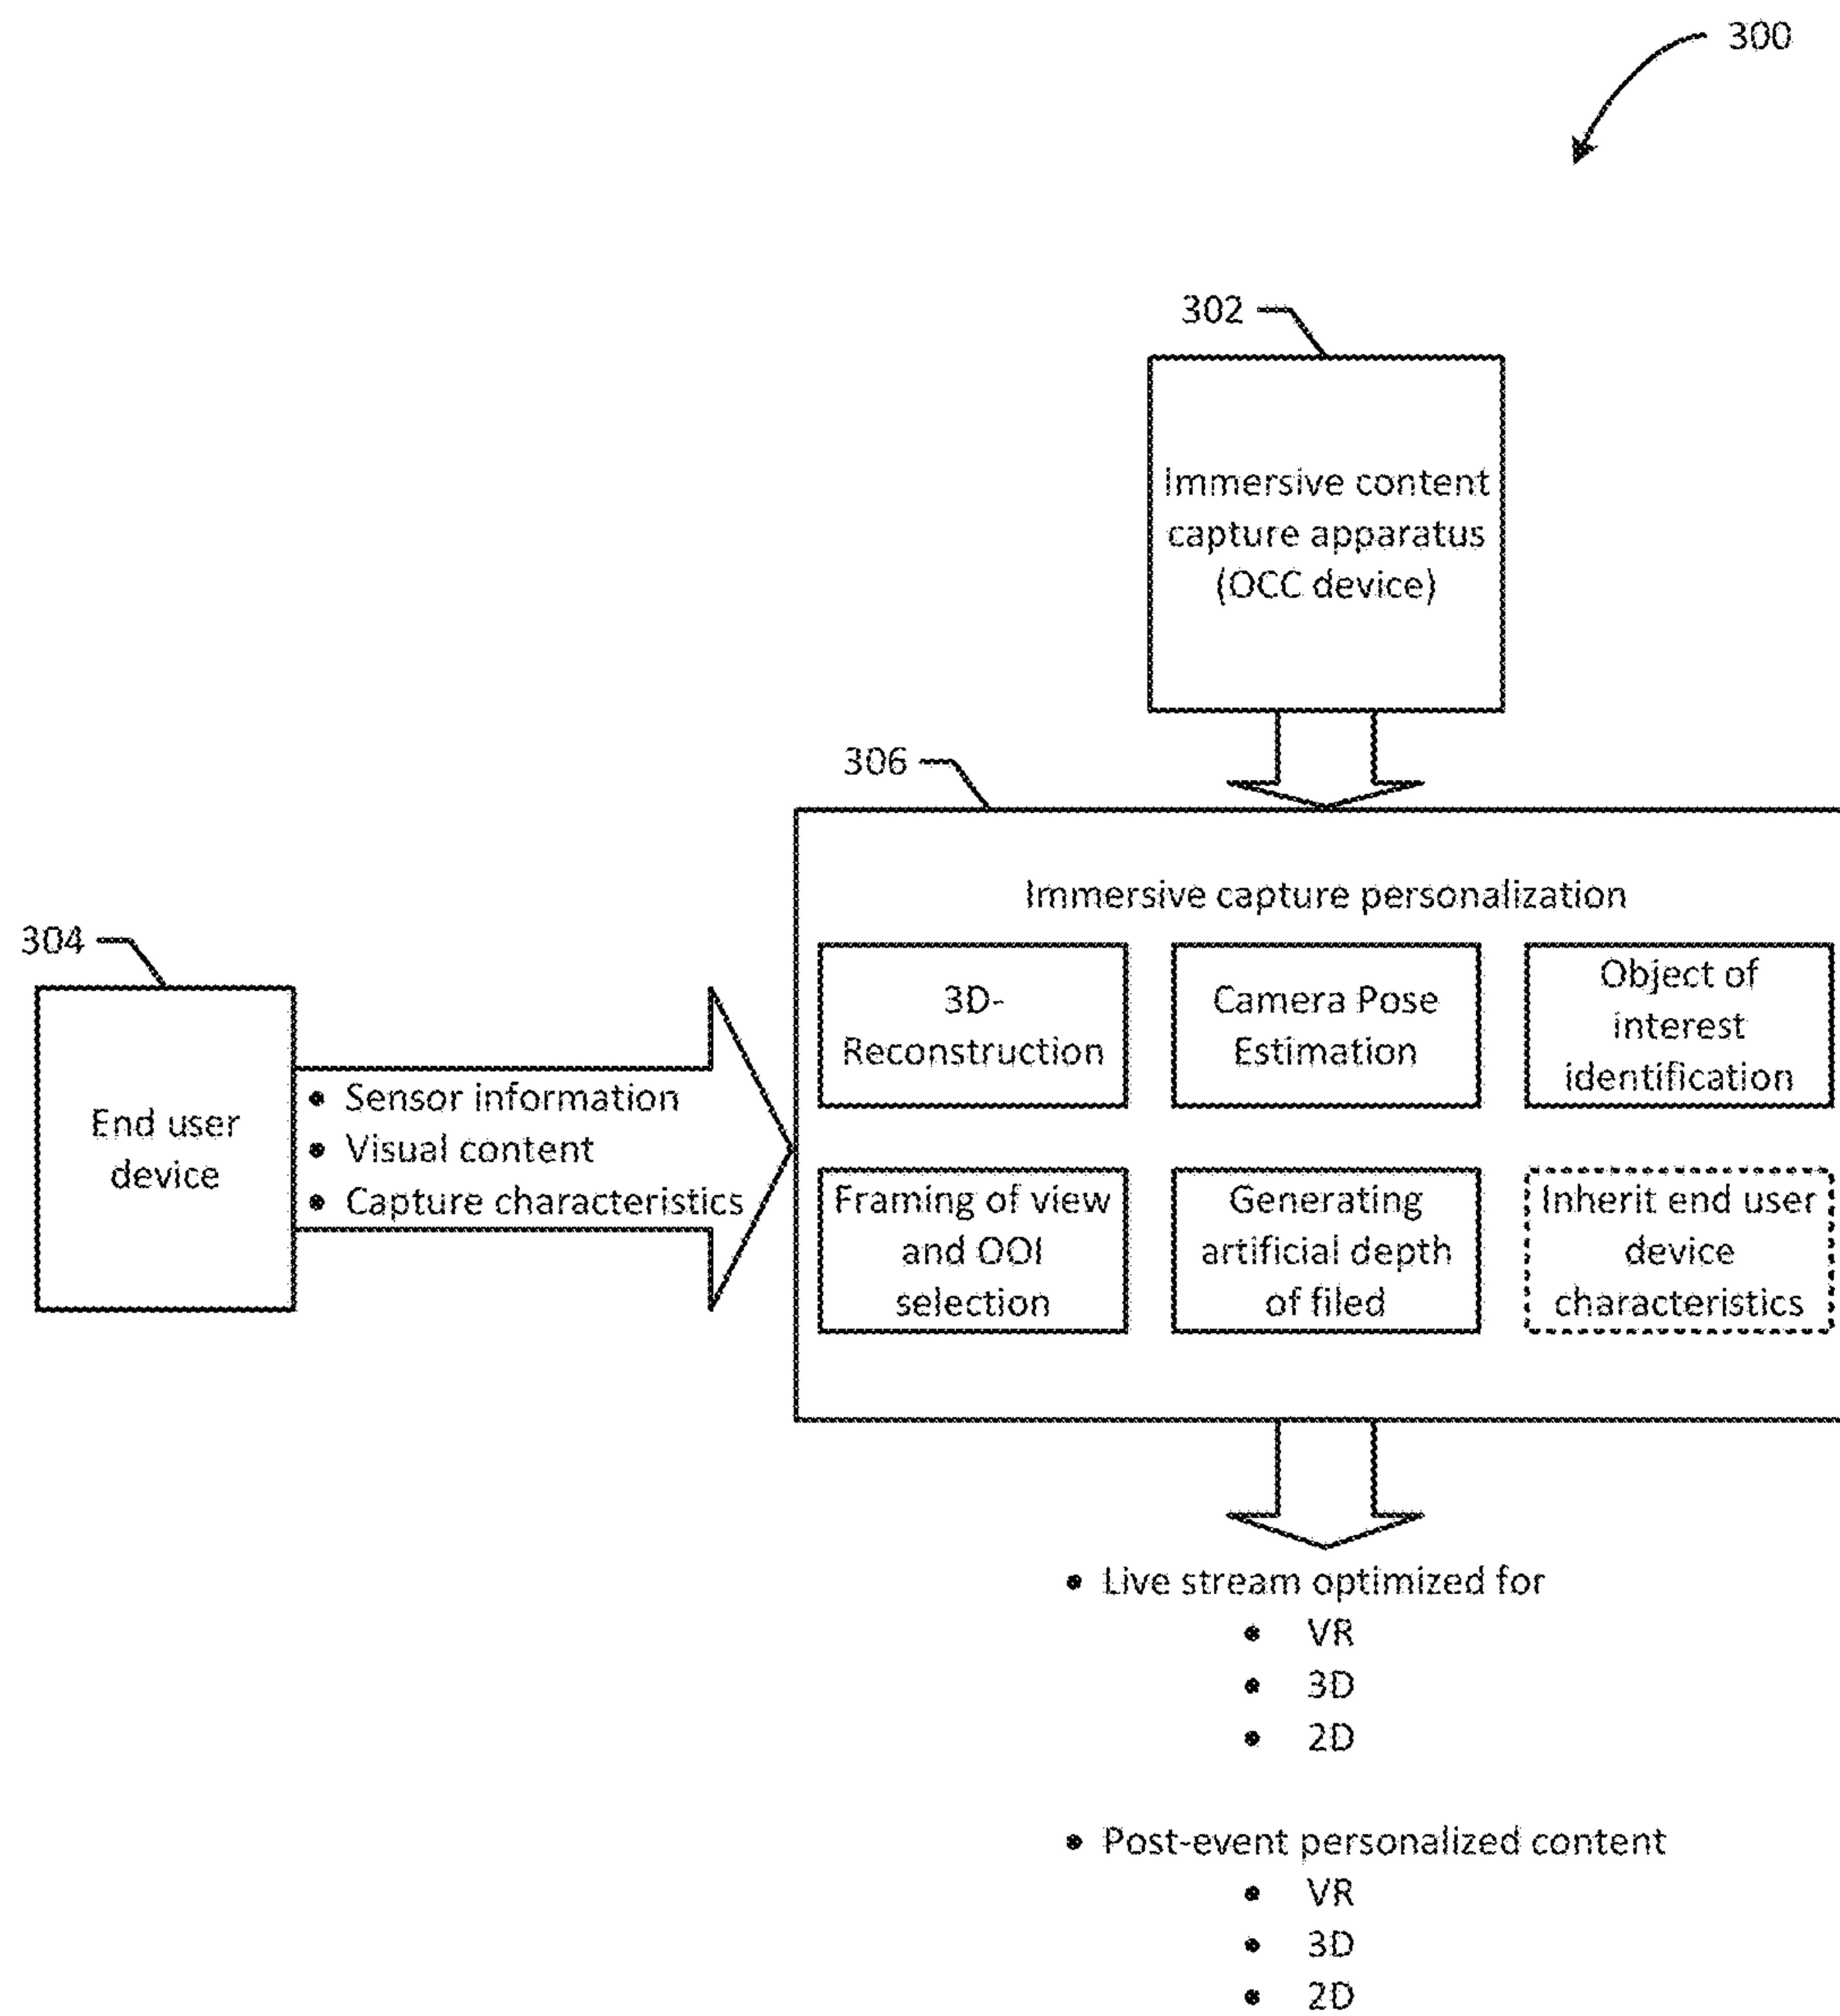 300
302
Immersive content
capture apparatus
(OCC device)
306
Immersive capture personalization
304
End user
device
• Sensor information
• Visual content
• Capture characteristics
3D-
Reconstruction
Camera Pose
Estimation
Object of
interest
identification
Framing of view
and OOI
selection
Generating
artificial depth
of filed
Inherit end user
device
characteristics
• Live stream optimized for
• VR
• 3D
• 2D
• Post-event personalized content
• VR
• 3D
• 2D